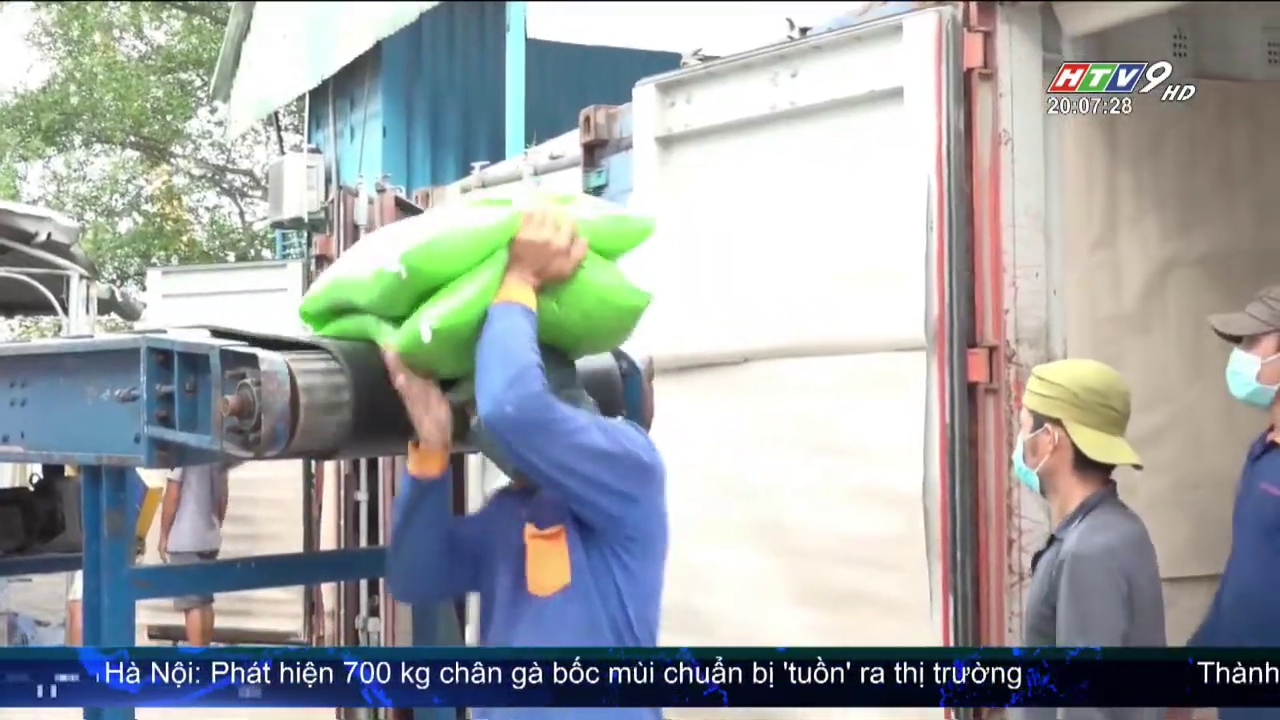 HTV9 HD
20:07:28
Hà Nội: Phát hiện 700 kg chân gà bốc mùi chuẩn bị 'tuồn' ra thị trường Thành